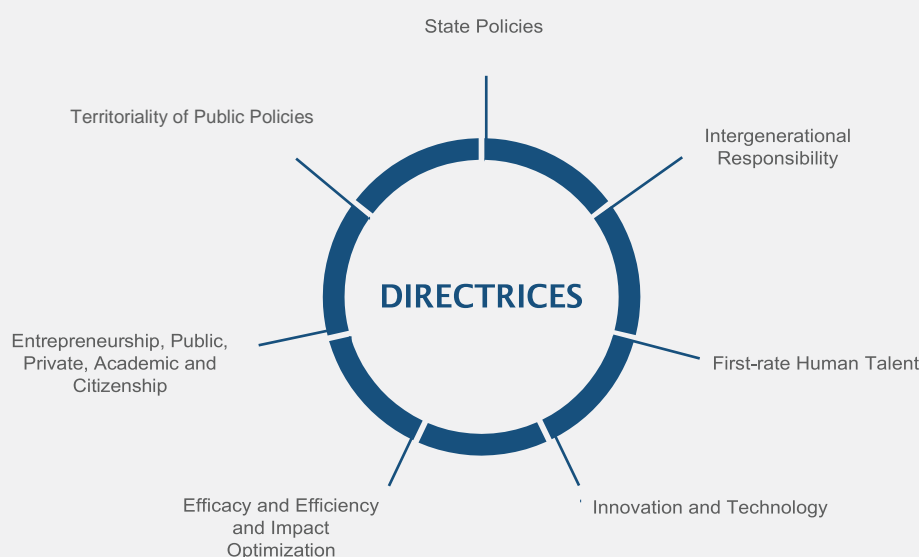 State Policies
Territoriality of Public Policies
Intergenerational
Responsibility
DIRECTRICES
Entrepreneurship, Public,
Private, Academic and
Citizenship
First-rate Human Talent
Efficacy and Efficiency
and Impact
Optimization
Innovation and Technology